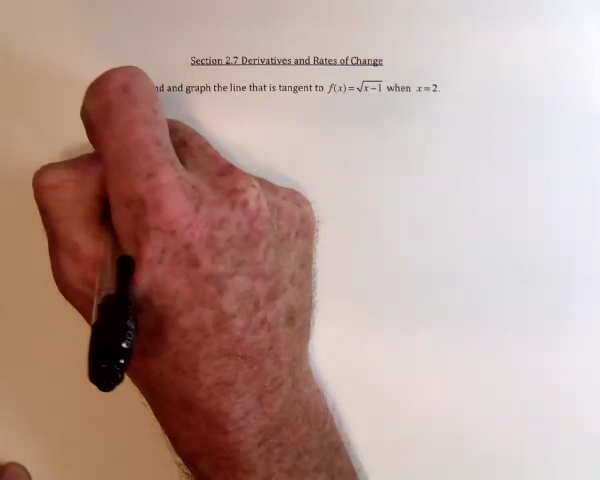 Section 2.7 Derivatives and Rates of Change
and graph the line that is tangent to f(x)=√x−1 when x=2.